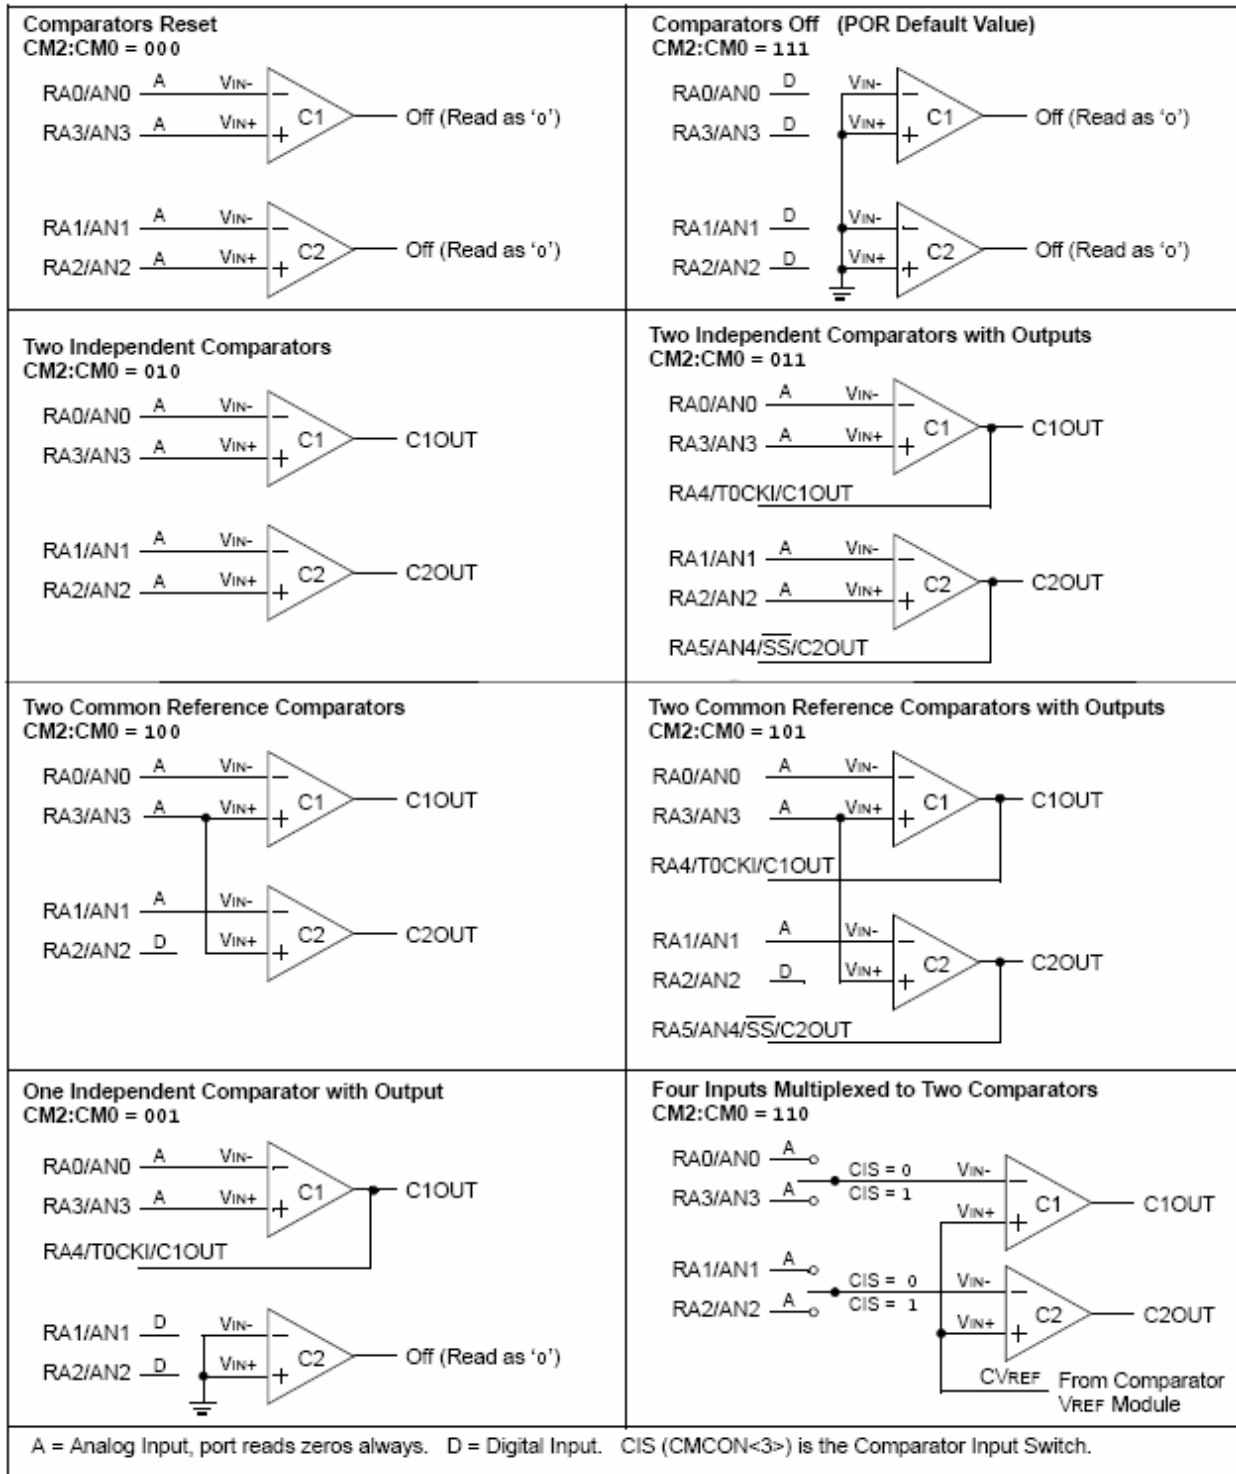 Comparators Reset
CM2:CM0 = 000
RA0/AN0 A VIN-
RA3/AN3 A VIN+
C1 Off (Read as ‘0’)
RA1/AN1 A VIN-
RA2/AN2 A VIN+
C2 Off (Read as ‘0’)
Comparators Off (POR Default Value)
CM2:CM0 = 111
RA0/AN0 D VIN-
RA3/AN3 D VIN+
C1 Off (Read as ‘0’)
RA1/AN1 D VIN-
RA2/AN2 D VIN+
C2 Off (Read as ‘0’)
Two Independent Comparators
CM2:CM0 = 010
RA0/AN0 A VIN-
RA3/AN3 A VIN+
C1 C1OUT
RA1/AN1 A VIN-
RA2/AN2 A VIN+
C2 C2OUT
Two Independent Comparators with Outputs
CM2:CM0 = 011
RA0/AN0 A VIN-
RA3/AN3 A VIN+
C1 C1OUT
RA4/T0CKI/C1OUT
RA1/AN1 A VIN-
RA2/AN2 A VIN+
C2 C2OUT
RA5/AN4/S̅S̅/C2OUT
Two Common Reference Comparators
CM2:CM0 = 100
RA0/AN0 A VIN-
RA3/AN3 A VIN+
C1 C1OUT
RA1/AN1 A VIN-
RA2/AN2 D VIN+
C2 C2OUT
Two Common Reference Comparators with Outputs
CM2:CM0 = 101
RA0/AN0 A VIN-
RA3/AN3 A VIN+
C1 C1OUT
RA4/T0CKI/C1OUT
RA1/AN1 A VIN-
RA2/AN2 D VIN+
C2 C2OUT
RA5/AN4/S̅S̅/C2OUT
One Independent Comparator with Output
CM2:CM0 = 001
RA0/AN0 A VIN-
RA3/AN3 A VIN+
C1 C1OUT
RA4/T0CKI/C1OUT
RA1/AN1 D VIN-
RA2/AN2 D VIN+
C2 Off (Read as ‘0’)
Four Inputs Multiplexed to Two Comparators
CM2:CM0 = 110
RA0/AN0 A CIS = 0 VIN-
RA3/AN3 A CIS = 1 VIN+
C1 C1OUT
RA1/AN1 A CIS = 0 VIN-
RA2/AN2 A CIS = 1 VIN+
C2 C2OUT
CVREF From Comparator
VREF Module
A = Analog Input, port reads zeros always. D = Digital Input. CIS (CMCON<3>) is the Comparator Input Switch.